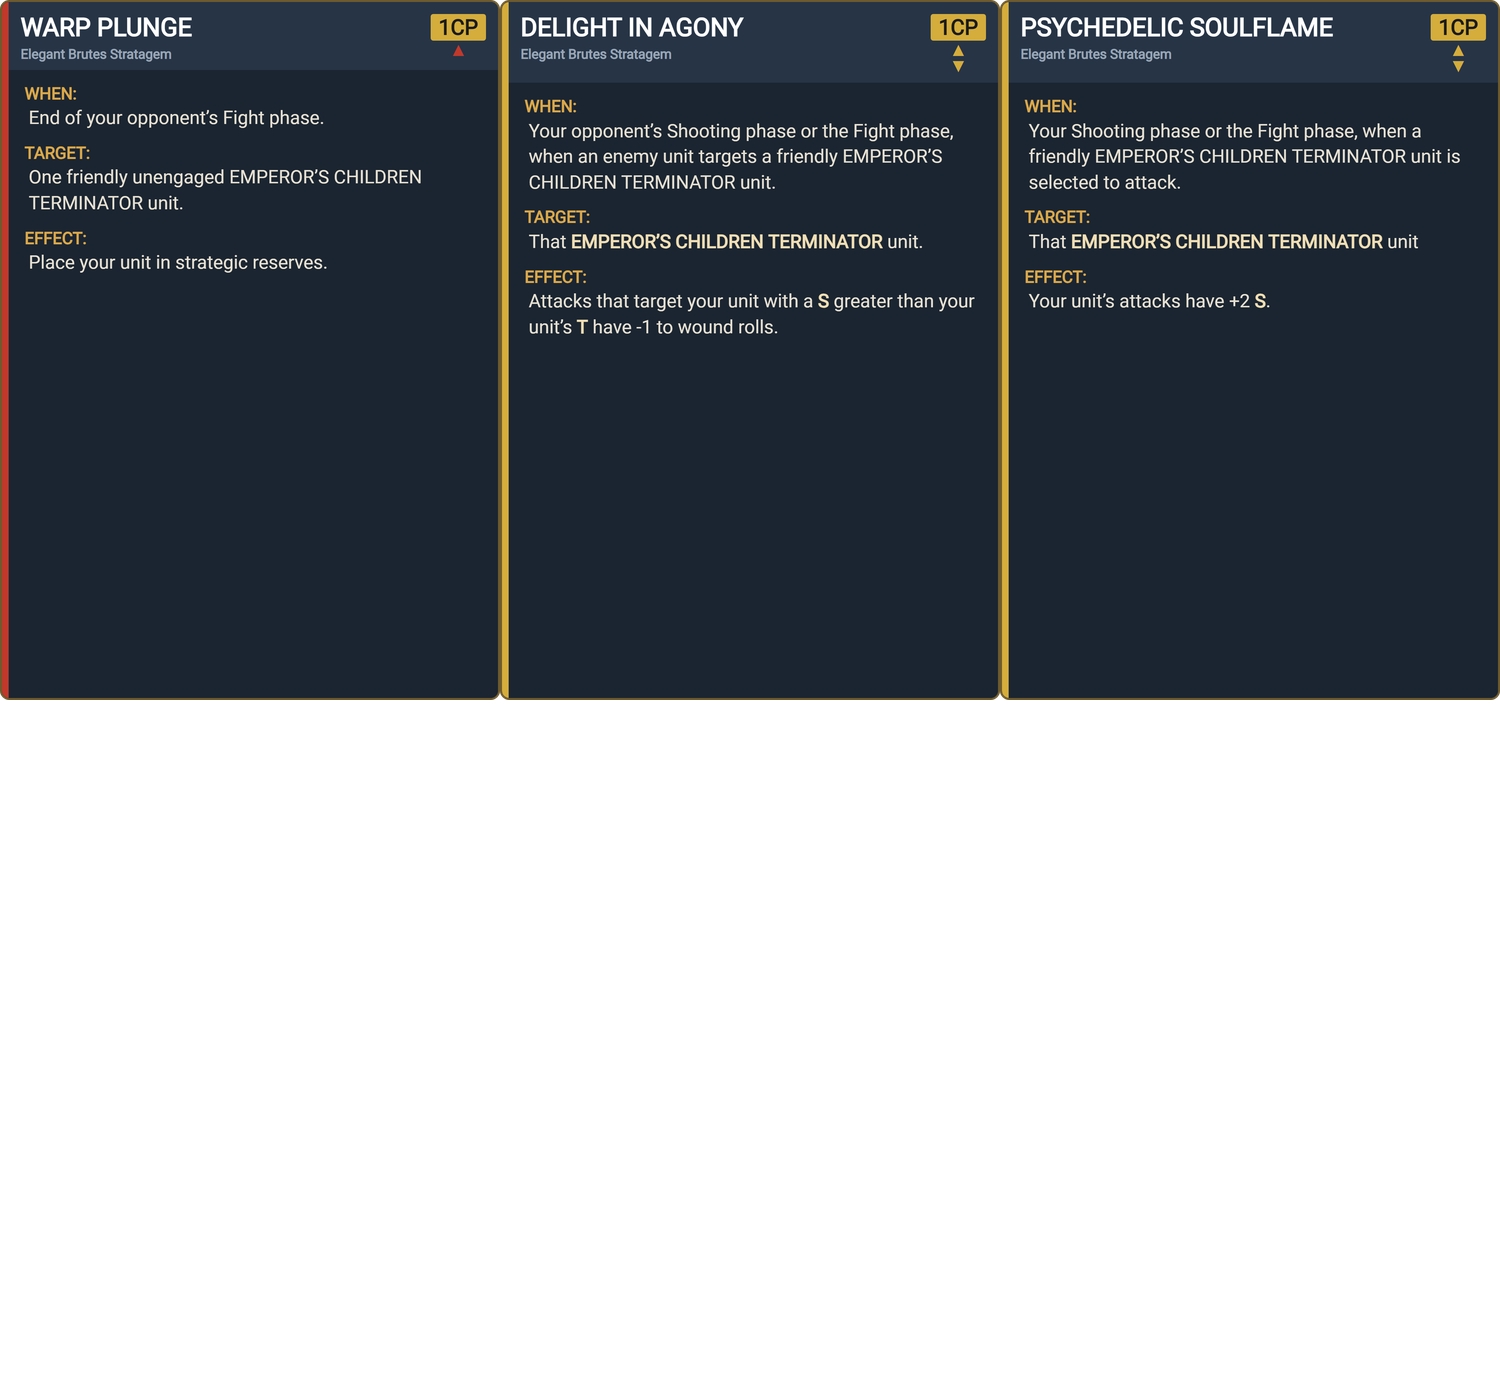 WARP PLUNGE
1CP
Elegant Brutes Stratagem
WHEN:
End of your opponent’s Fight phase.
TARGET:
One friendly unengaged EMPEROR’S CHILDREN
TERMINATOR unit.
EFFECT:
Place your unit in strategic reserves.
DELIGHT IN AGONY
1CP
Elegant Brutes Stratagem
WHEN:
Your opponent’s Shooting phase or the Fight phase,
when an enemy unit targets a friendly EMPEROR’S
CHILDREN TERMINATOR unit.
TARGET:
That EMPEROR’S CHILDREN TERMINATOR unit.
EFFECT:
Attacks that target your unit with a S greater than your
unit’s T have -1 to wound rolls.
PSYCHEDELIC SOULFLAME
1CP
Elegant Brutes Stratagem
WHEN:
Your Shooting phase or the Fight phase, when a
friendly EMPEROR’S CHILDREN TERMINATOR unit is
selected to attack.
TARGET:
That EMPEROR’S CHILDREN TERMINATOR unit
EFFECT:
Your unit’s attacks have +2 S.